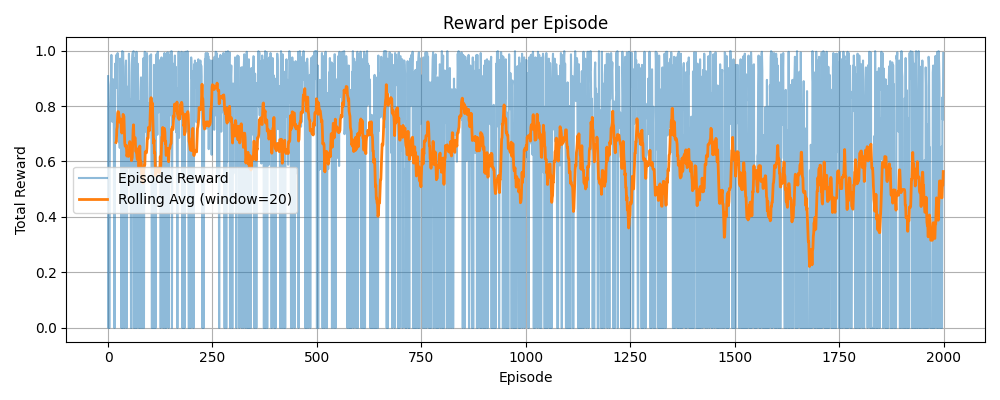 Reward per Episode
1.0
0.8
0.6
0.4
0.2
0.0
Total Reward
Episode Reward
Rolling Avg (window=20)
0 250 500 750 1000 1250 1500 1750 2000
Episode